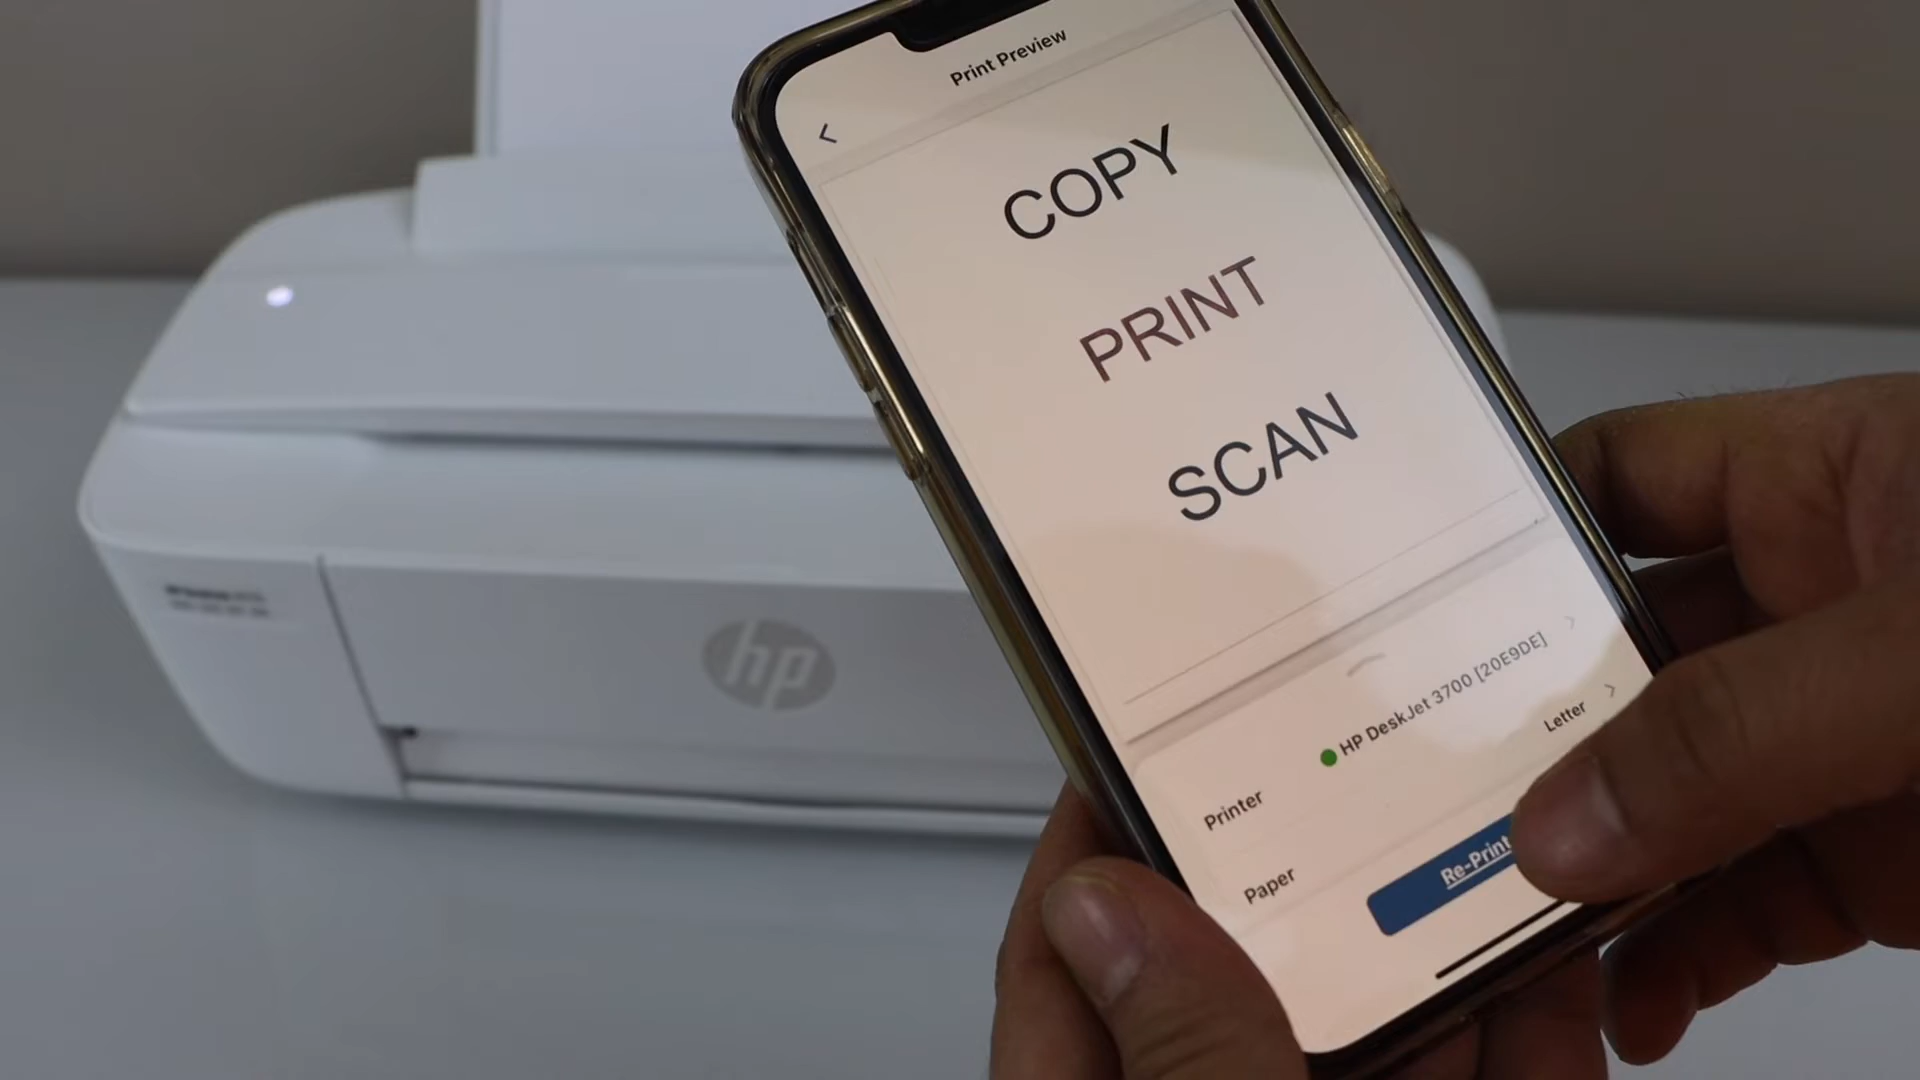 Print Preview
COPY
PRINT
SCAN
Printer
HP DeskJet 3700 [20E9DE]
Paper
Letter
Re-Print
hp